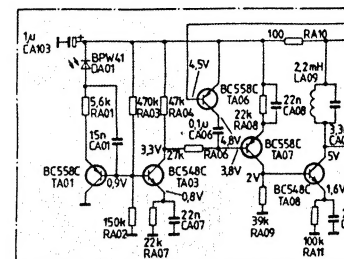 1µ
CA103
BPW41
DA01
5,6k
RA01
15n
CA01
BC558C
TA01
0,9V
470k
RA03
47k
RA04
3,3V
27k
RA06
BC548C
TA03
0,8V
150k
RA02
22k
RA07
22n
CA07
4,5V
BC558C
TA06
0,1µ
CA06
4,8V
3,8V
22k
RA08
22n
CA08
BC558C
TA07
2V
39k
RA09
100
RA10
2,2mH
LA09
5V
BC548C
TA08
1,6V
100k
RA11
22n